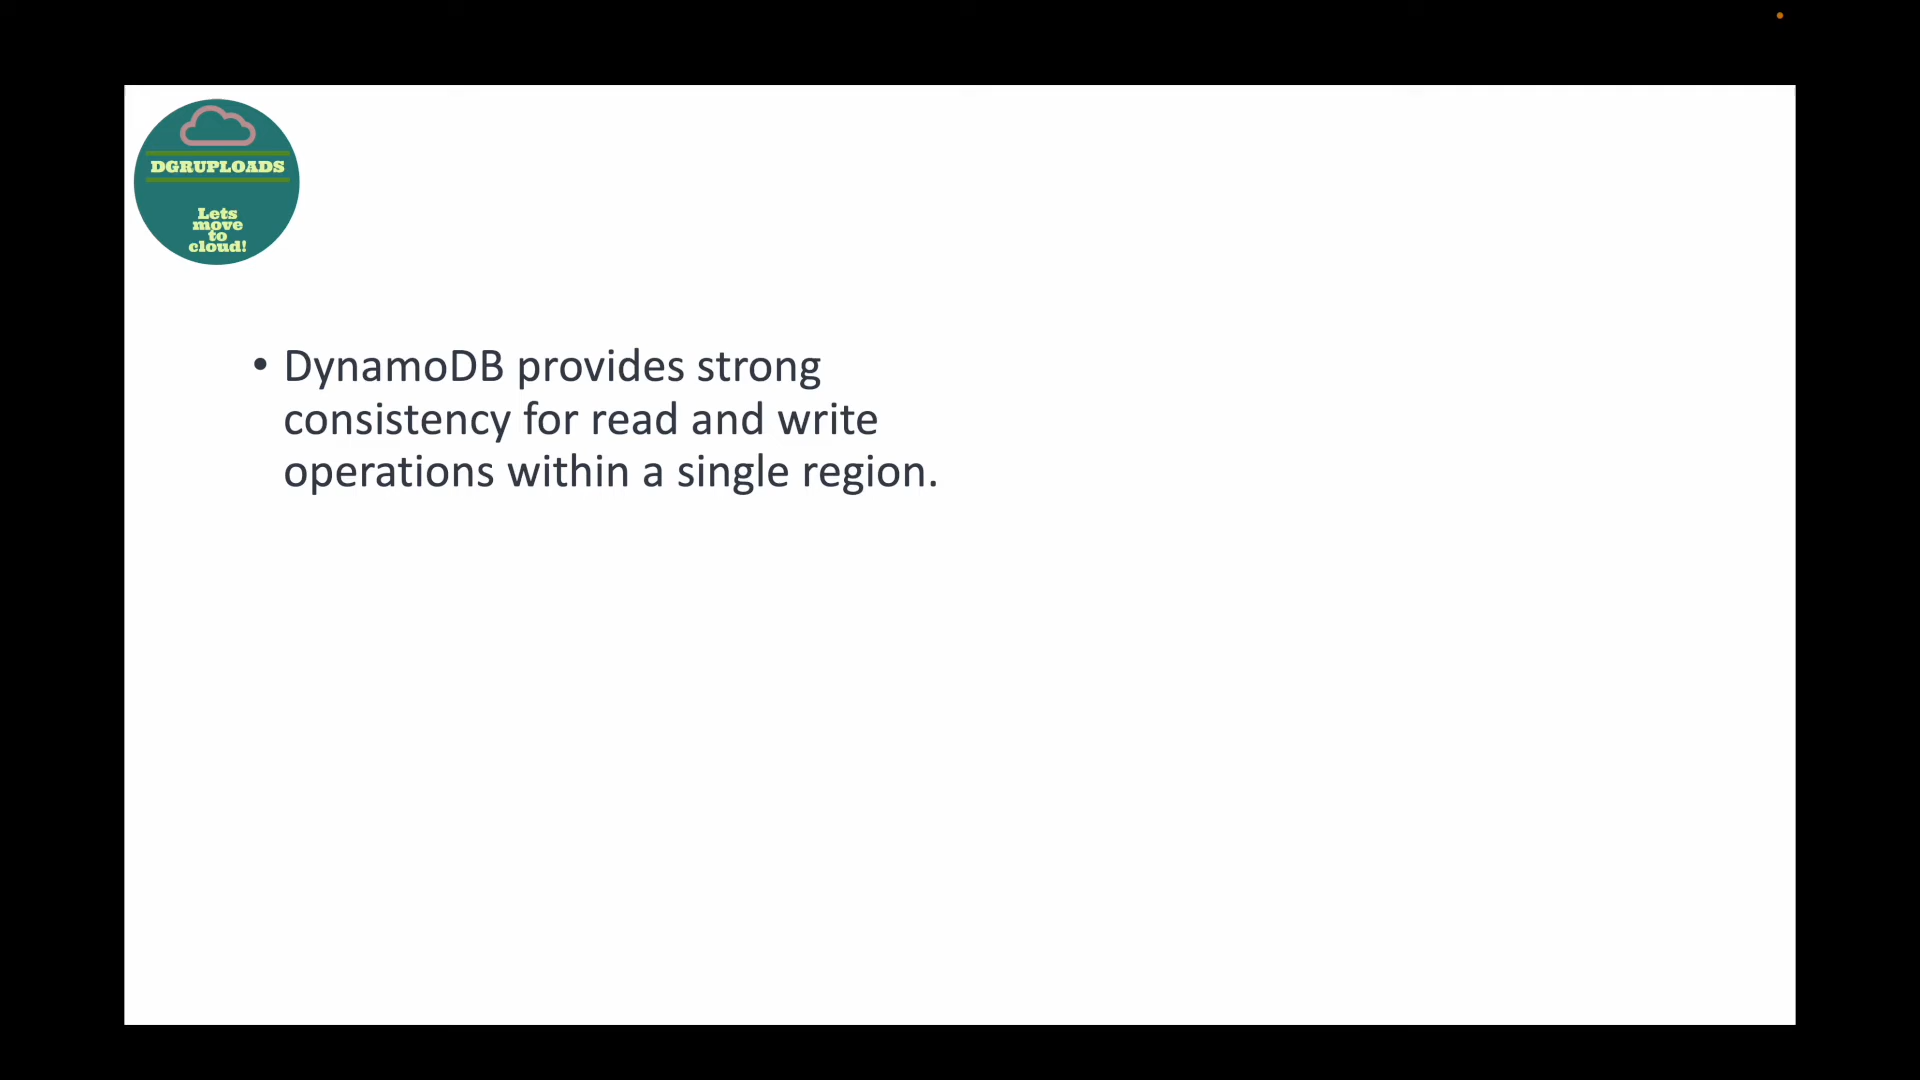 DGRUPLOADS
Lets
move
to
cloud!
• DynamoDB provides strong
consistency for read and write
operations within a single region.